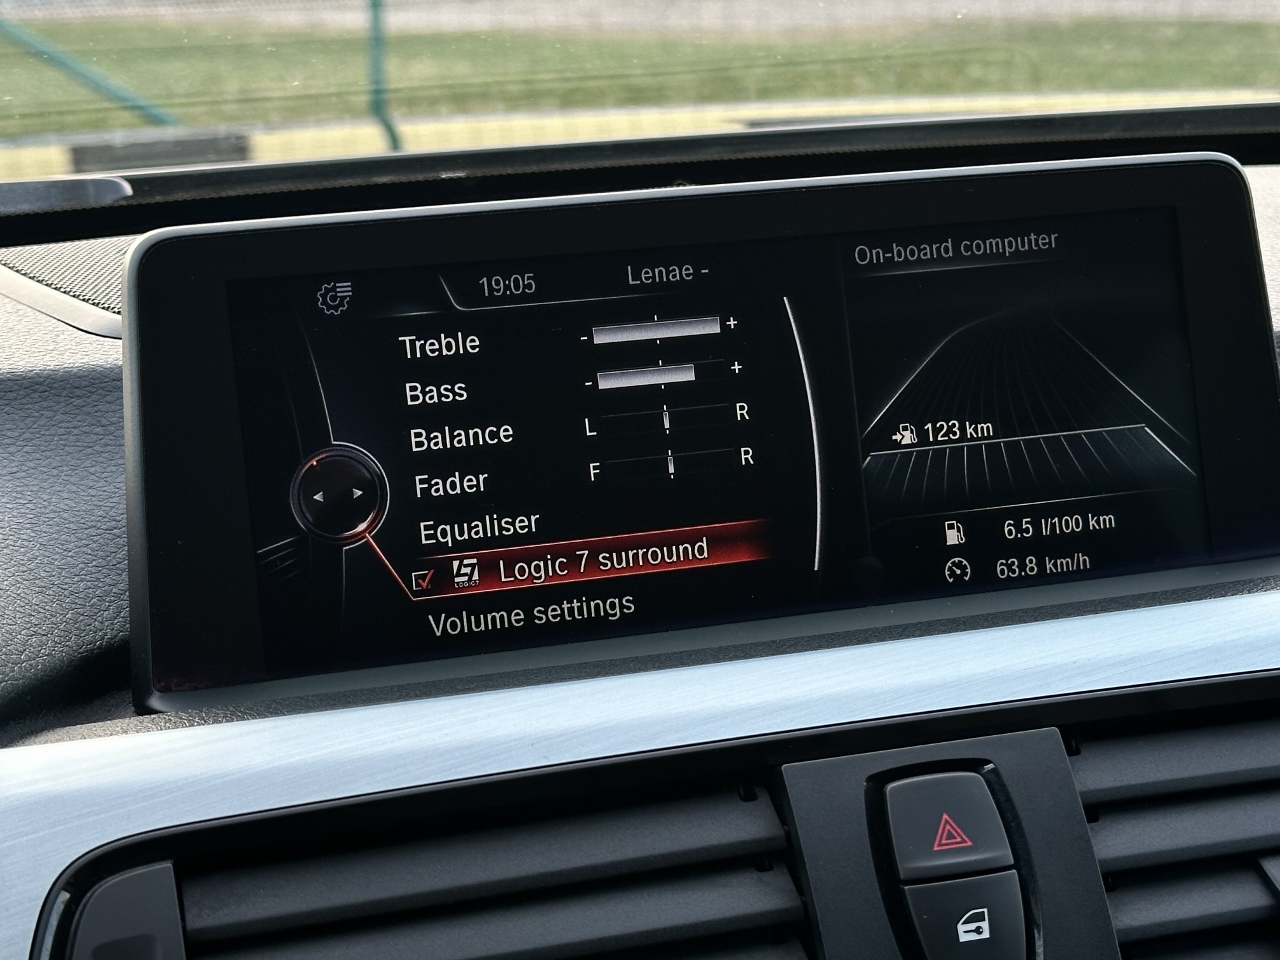 19:05
Lenae -
Treble - +
Bass - +
Balance L R
Fader F R
Equaliser
LOGIC7 Logic 7 surround
Volume settings
On-board computer
123 km
6.5 l/100 km
63.8 km/h